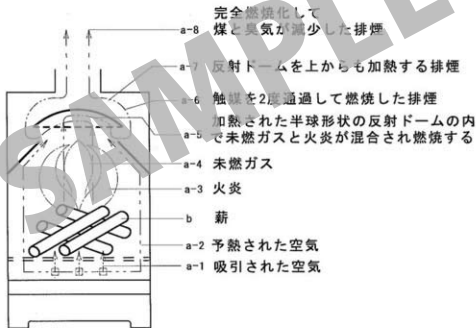 完全燃焼化して
a-8 煤と臭気が減少した排煙
a-7 反射ドームを上からも加熱する排煙
a-6 触媒を2度通過して燃焼した排煙
加熱された半球形状の反射ドームの内
a-5 で未燃ガスと火炎が混合され燃焼する
a-4 未燃ガス
a-3 火炎
b 薪
a-2 予熱された空気
a-1 吸引された空気
SAMPLE